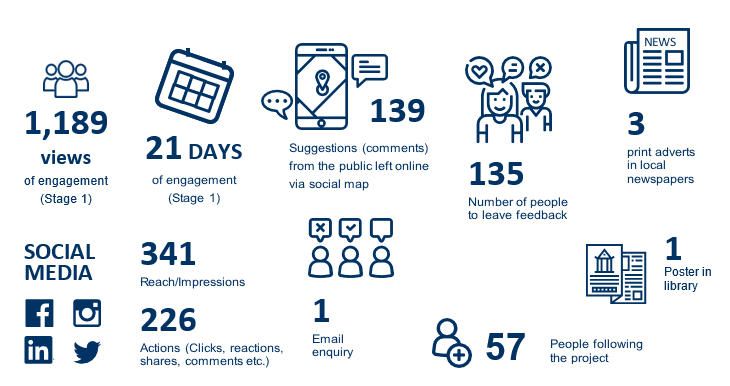 1,189
views
of engagement
(Stage 1)
21 DAYS
of engagement
(Stage 1)
139
Suggestions (comments)
from the public left online
via social map
135
Number of people
to leave feedback
NEWS
3
print adverts
in local
newspapers
SOCIAL
MEDIA
f
in
341
Reach/Impressions
226
Actions (Clicks, reactions,
shares, comments etc.)
1
Email
enquiry
57
People following
the project
1
Poster in
library